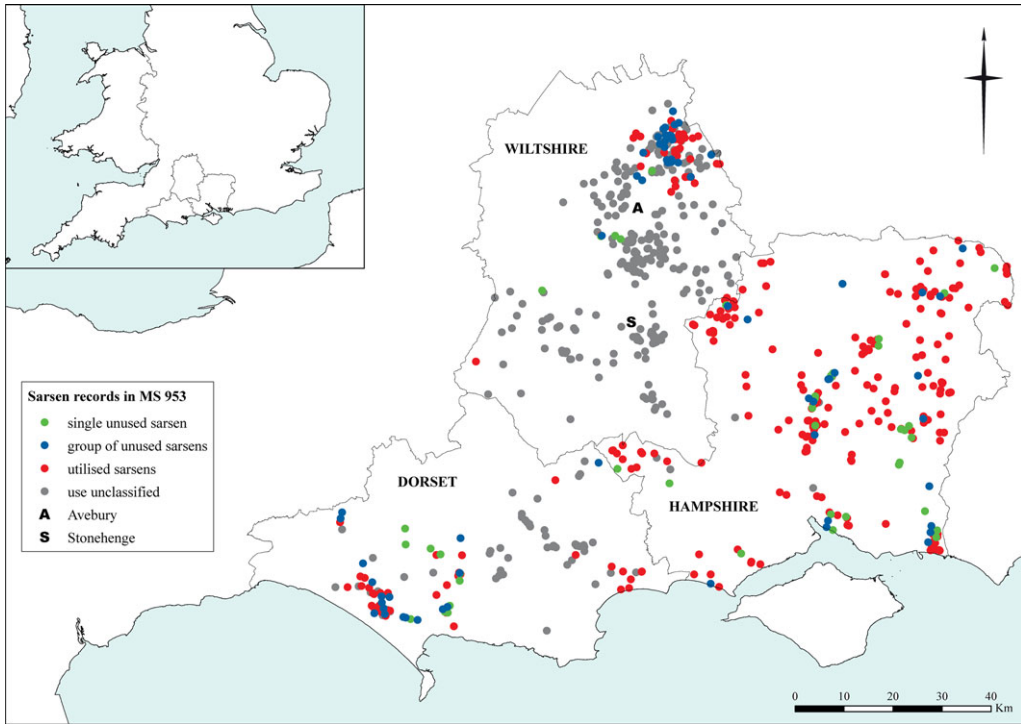 WILTSHIRE
A
S
Sarsen records in MS 953
single unused sarsen
group of unused sarsens
utilised sarsens
use unclassified
A Avebury
S Stonehenge
DORSET
HAMPSHIRE
0 10 20 30 40
Km